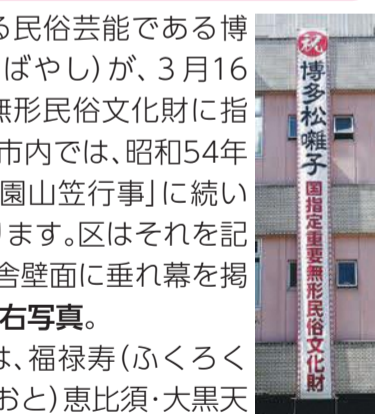 る民俗芸能である博
ばやし)が、3月16
無形民俗文化財に指
市内では、昭和54年
園山笠行事」に続い
ります。区はそれを記
舎壁面に垂れ幕を掲
右写真。
は、福禄寿(ふくろく
おと)恵比須・大黒天
祝
博多松囃子
国指定重要無形民俗文化財